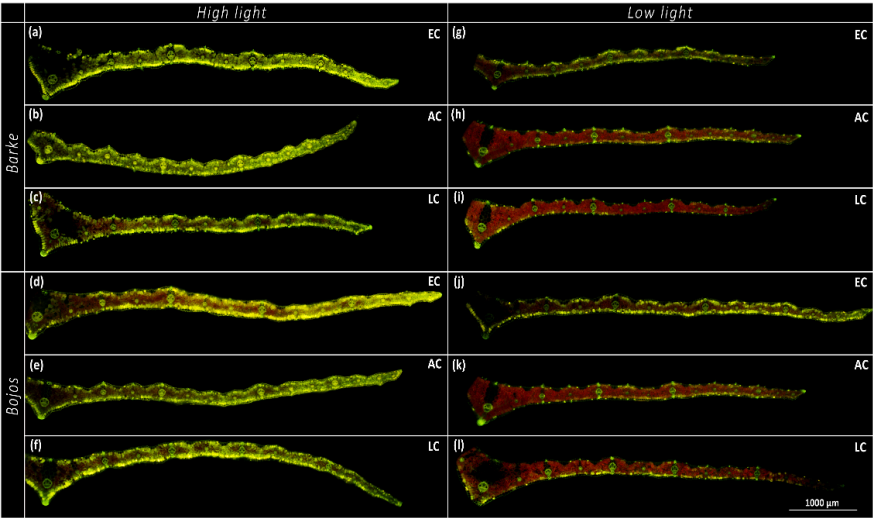 High light
Low light
Barke
(a) EC
(b) AC
(c) LC
(g) EC
(h) AC
(i) LC
Bojos
(d) EC
(e) AC
(f) LC
(j) EC
(k) AC
(l) LC
1000 µm